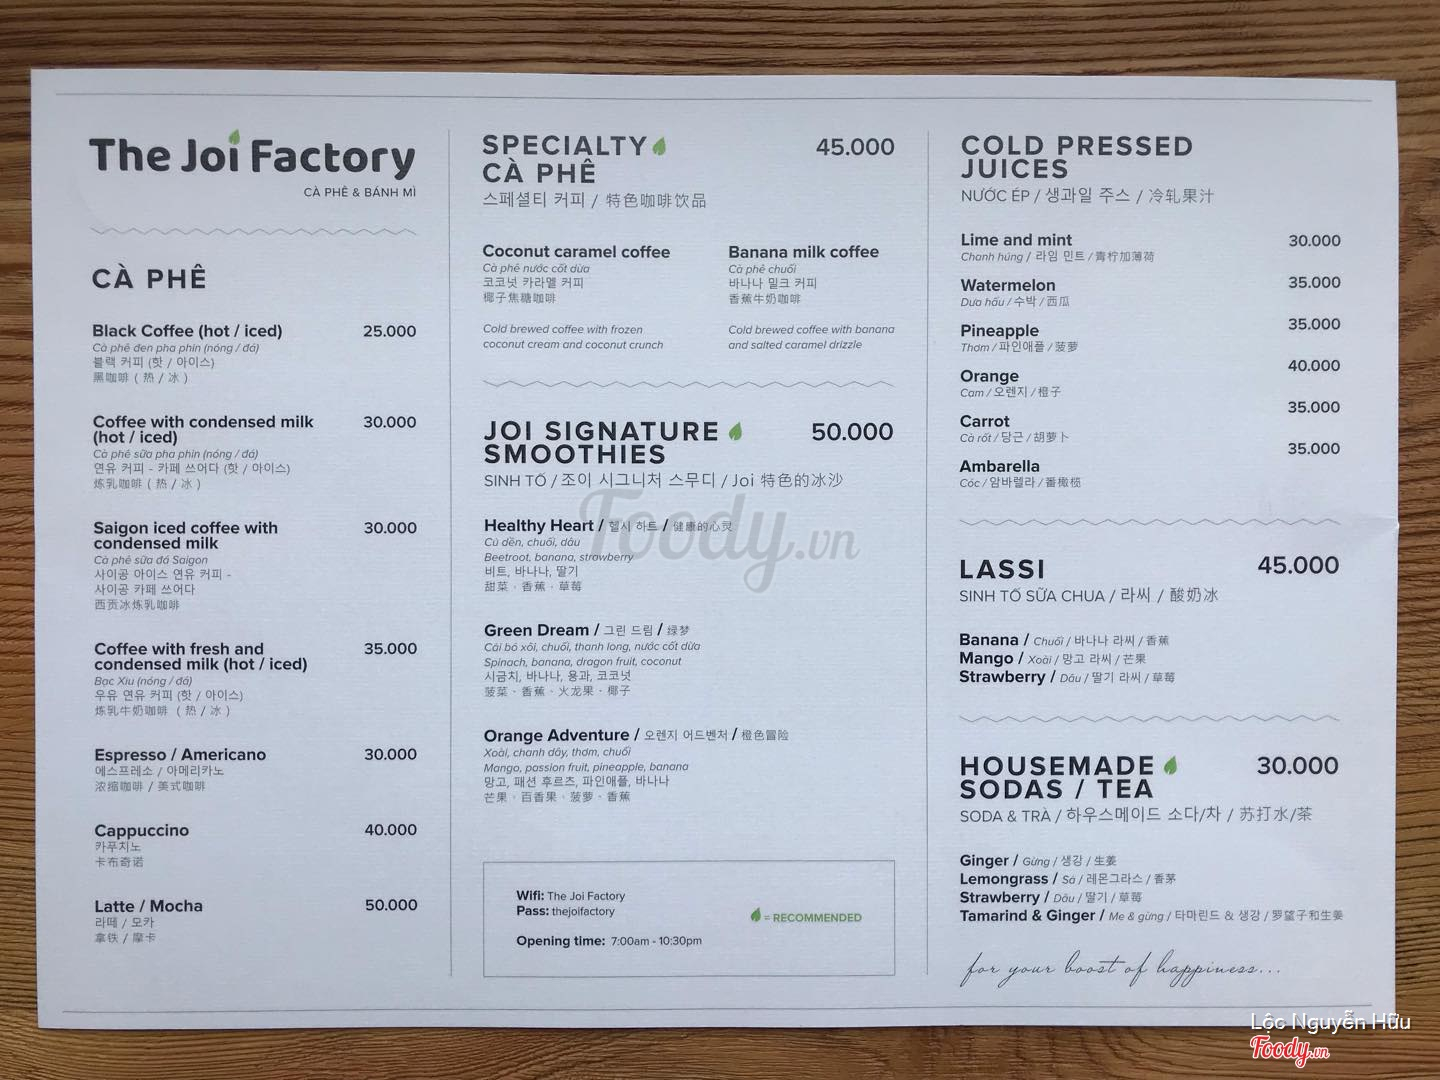 The Joi Factory
CÀ PHÊ & BÁNH MÌ
CÀ PHÊ
Black Coffee (hot / iced) 25.000
Cà phê đen pha phin (nóng / đá)
블랙 커피 (핫 / 아이스)
黑咖啡 ( 热 / 冰 )
Coffee with condensed milk 30.000
(hot / iced)
Cà phê sữa pha phin (nóng / đá)
연유 커피 - 카페 쓰어다 (핫 / 아이스)
炼乳咖啡 ( 热 / 冰 )
Saigon iced coffee with 30.000
condensed milk
Cà phê sữa đá Saigon
사이공 아이스 연유 커피 -
사이공 카페 쓰어다
西贡冰炼乳咖啡
Coffee with fresh and 35.000
condensed milk (hot / iced)
Bạc Xỉu (nóng / đá)
우유 연유 커피 (핫 / 아이스)
炼乳牛奶咖啡 ( 热 / 冰 )
Espresso / Americano 30.000
에스프레소 / 아메리카노
浓缩咖啡 / 美式咖啡
Cappuccino 40.000
카푸치노
卡布奇诺
Latte / Mocha 50.000
라떼 / 모카
拿铁 / 摩卡
SPECIALTY 45.000
CÀ PHÊ
스페셜티 커피 / 特色咖啡饮品
Coconut caramel coffee
Cà phê nước cốt dừa
코코넛 카라멜 커피
椰子焦糖咖啡
Cold brewed coffee with frozen
coconut cream and coconut crunch
Banana milk coffee
Cà phê chuối
바나나 밀크 커피
香蕉牛奶咖啡
Cold brewed coffee with banana
and salted caramel drizzle
JOI SIGNATURE 50.000
SMOOTHIES
SINH TỐ / 조이 시그니처 스무디 / Joi 特色的冰沙
Healthy Heart / 헬시 하트 / 健康的心灵
Củ dền, chuối, dâu
Beetroot, banana, strawberry
비트, 바나나, 딸기
甜菜 · 香蕉 · 草莓
Green Dream / 그린 드림 / 绿梦
Cải bó xôi, chuối, thanh long, nước cốt dừa
Spinach, banana, dragon fruit, coconut
시금치, 바나나, 용과, 코코넛
菠菜 · 香蕉 · 火龙果 · 椰子
Orange Adventure / 오렌지 어드벤처 / 橙色冒险
Xoài, chanh dây, thơm, chuối
Mango, passion fruit, pineapple, banana
망고, 패션 후르츠, 파인애플, 바나나
芒果 · 百香果 · 菠萝 · 香蕉
Wifi: The Joi Factory
Pass: thejoifactory
= RECOMMENDED
Opening time: 7:00am - 10:30pm
COLD PRESSED
JUICES
NƯỚC ÉP / 생과일 주스 / 冷轧果汁
Lime and mint 30.000
Chanh húng / 라임 민트 / 青柠加薄荷
Watermelon 35.000
Dưa hấu / 수박 / 西瓜
Pineapple 35.000
Thơm / 파인애플 / 菠萝
Orange 40.000
Cam / 오렌지 / 橙子
Carrot 35.000
Cà rốt / 당근 / 胡萝卜
Ambarella 35.000
Cóc / 암바렐라 / 番橄榄
LASSI 45.000
SINH TỐ SỮA CHUA / 라씨 / 酸奶冰
Banana / Chuối / 바나나 라씨 / 香蕉
Mango / Xoài / 망고 라씨 / 芒果
Strawberry / Dâu / 딸기 라씨 / 草莓
HOUSEMADE 30.000
SODAS / TEA
SODA & TRÀ / 하우스메이드 소다/차 / 苏打水/茶
Ginger / Gừng / 생강 / 生姜
Lemongrass / Sả / 레몬그라스 / 香茅
Strawberry / Dâu / 딸기 / 草莓
Tamarind & Ginger / Me & gừng / 타마린드 & 생강 / 罗望子和生姜
for your boost of happiness...
Foody.vn
Lộc Nguyễn Hữu
Foody.vn